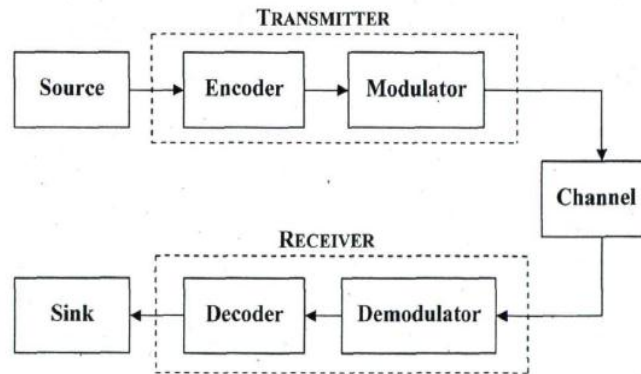 TRANSMITTER
Source
Encoder
Modulator
Channel
RECEIVER
Sink
Decoder
Demodulator